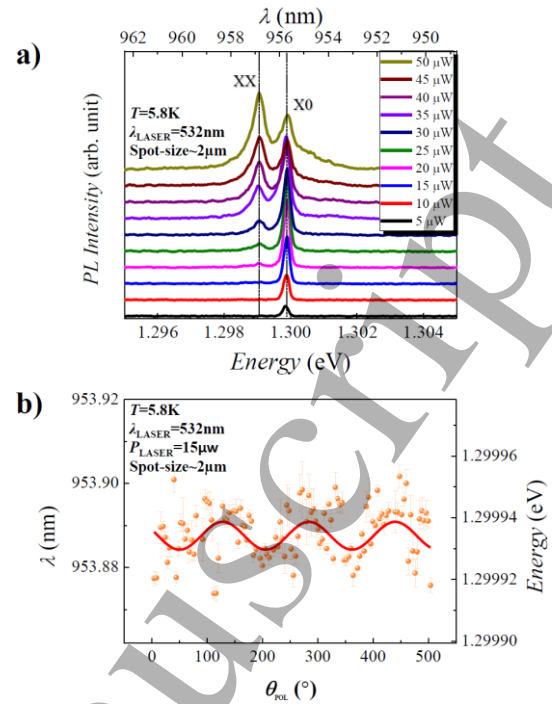 λ (nm)
962 960 958 956 954 952 950
a)
XX
X0
T=5.8K
λLASER=532nm
Spot-size~2μm
50 μW
45 μW
40 μW
35 μW
30 μW
25 μW
20 μW
15 μW
10 μW
5 μW
PL Intensity (arb. unit)
1.296 1.298 1.300 1.302 1.304
Energy (eV)
b)
953.92
953.90
953.88
λ (nm)
T=5.8K
λLASER=532nm
PLASER=15μw
Spot-size~2μm
1.29996
1.29994
1.29992
1.29990
Energy (eV)
0 100 200 300 400 500
θPOL (°)
uscript